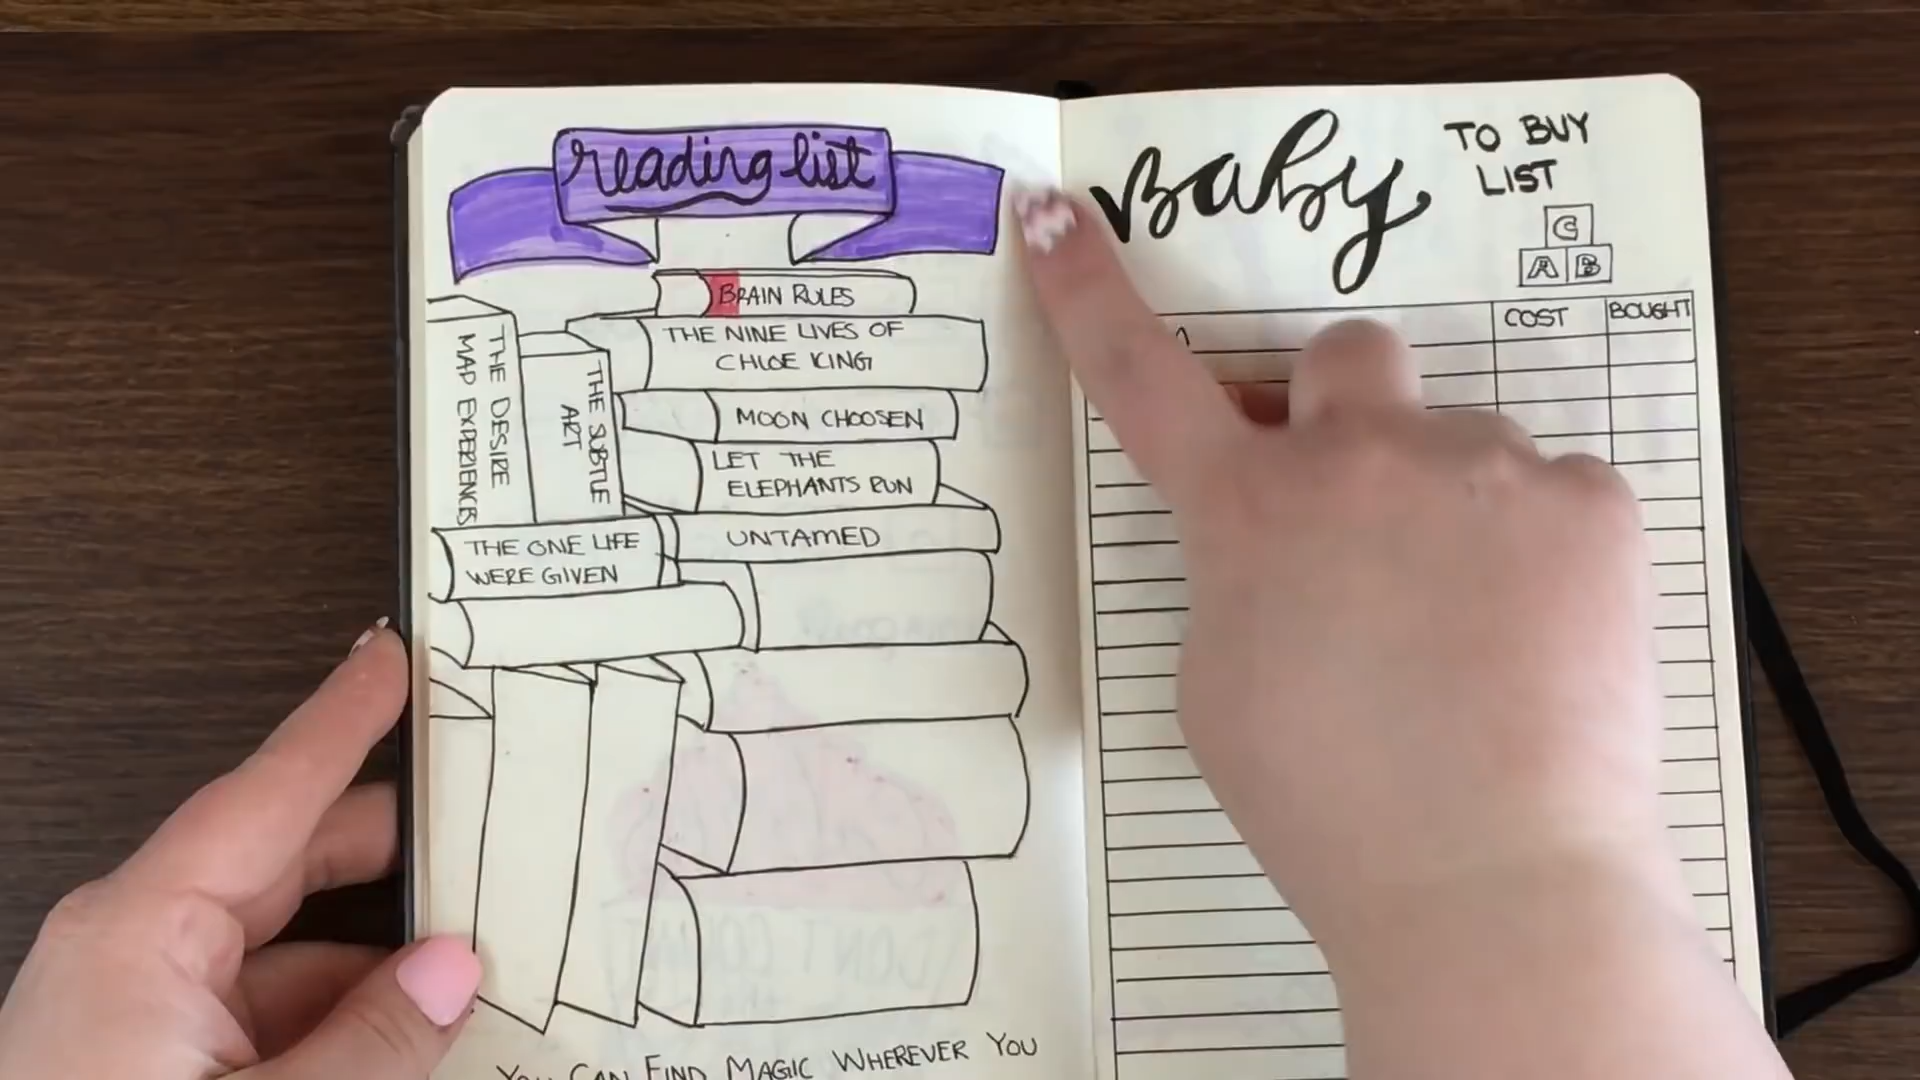 reading list
BRAIN RULES
THE NINE LIVES OF
CHLOE KING
MOON CHOOSEN
LET THE
ELEPHANTS RUN
UNTAMED
THE DESIRE
MAP EXPERIENCES
THE SUBTLE
ART
THE ONE LIFE
WERE GIVEN
YOU CAN FIND MAGIC WHEREVER YOU
Baby
TO BUY
LIST
C
A B
COST BOUGHT